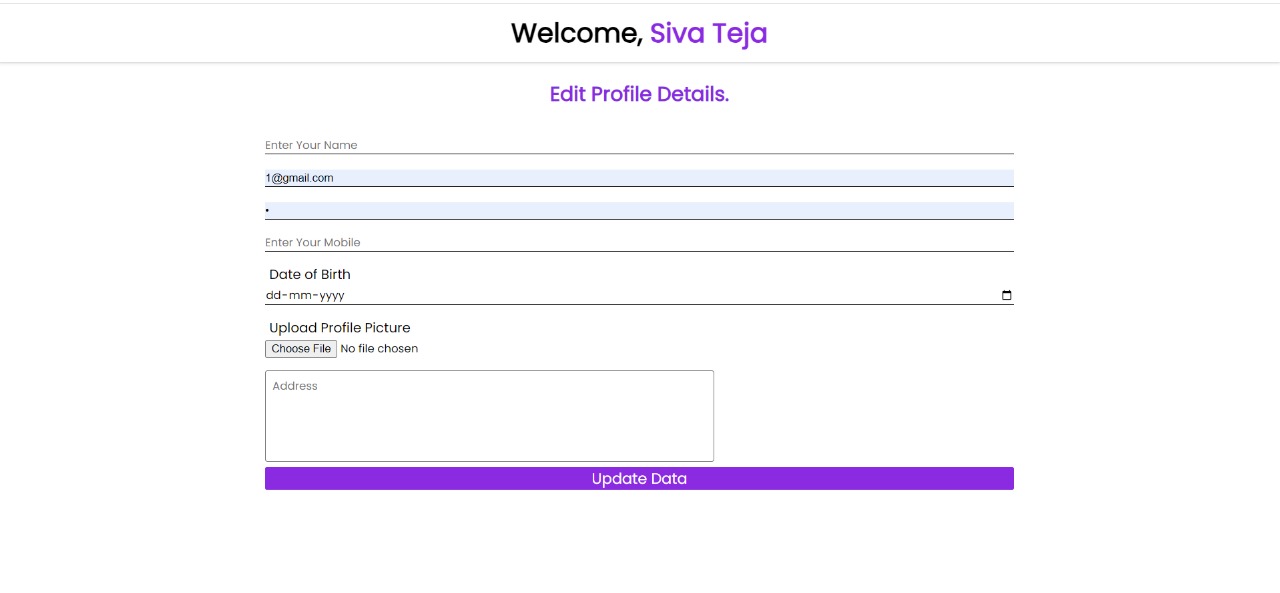 Welcome, Siva Teja
Edit Profile Details.
Enter Your Name
1@gmail.com
•
Enter Your Mobile
Date of Birth
dd-mm-yyyy
Upload Profile Picture
Choose File No file chosen
Address
Update Data